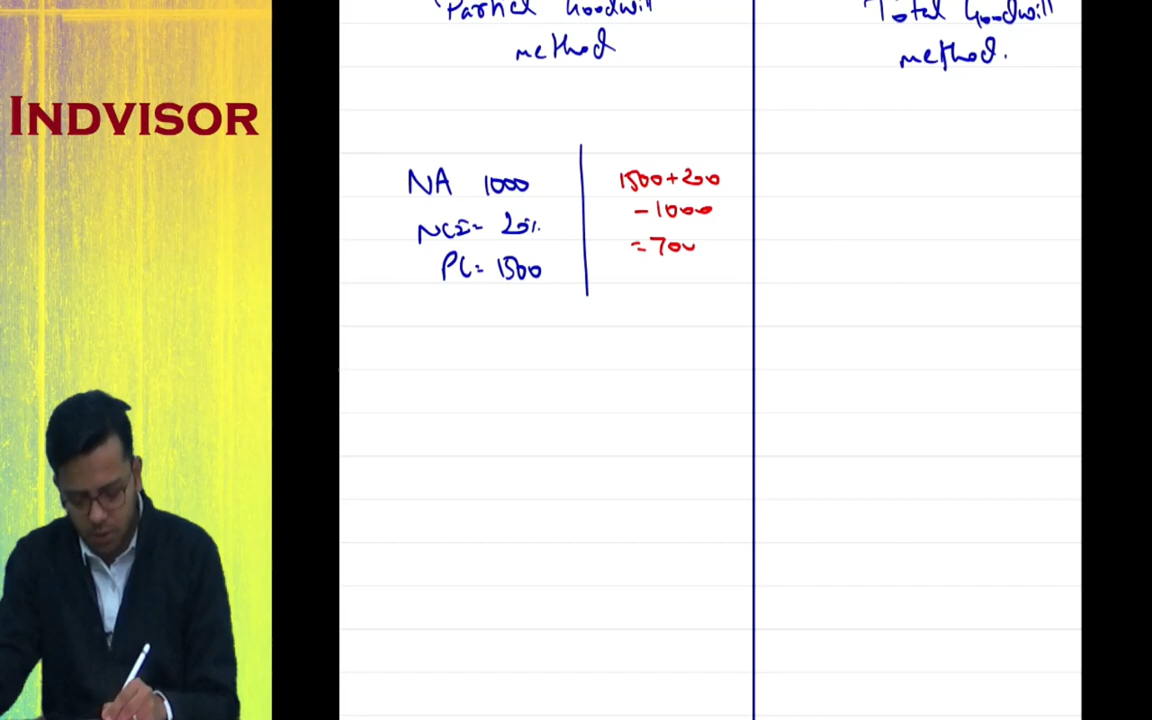 INDVISOR
Partial Goodwill
method
Total Goodwill
method.
NA 1000
NCI = 20%
PC = 1500
1500 + 200
- 1000
= 700